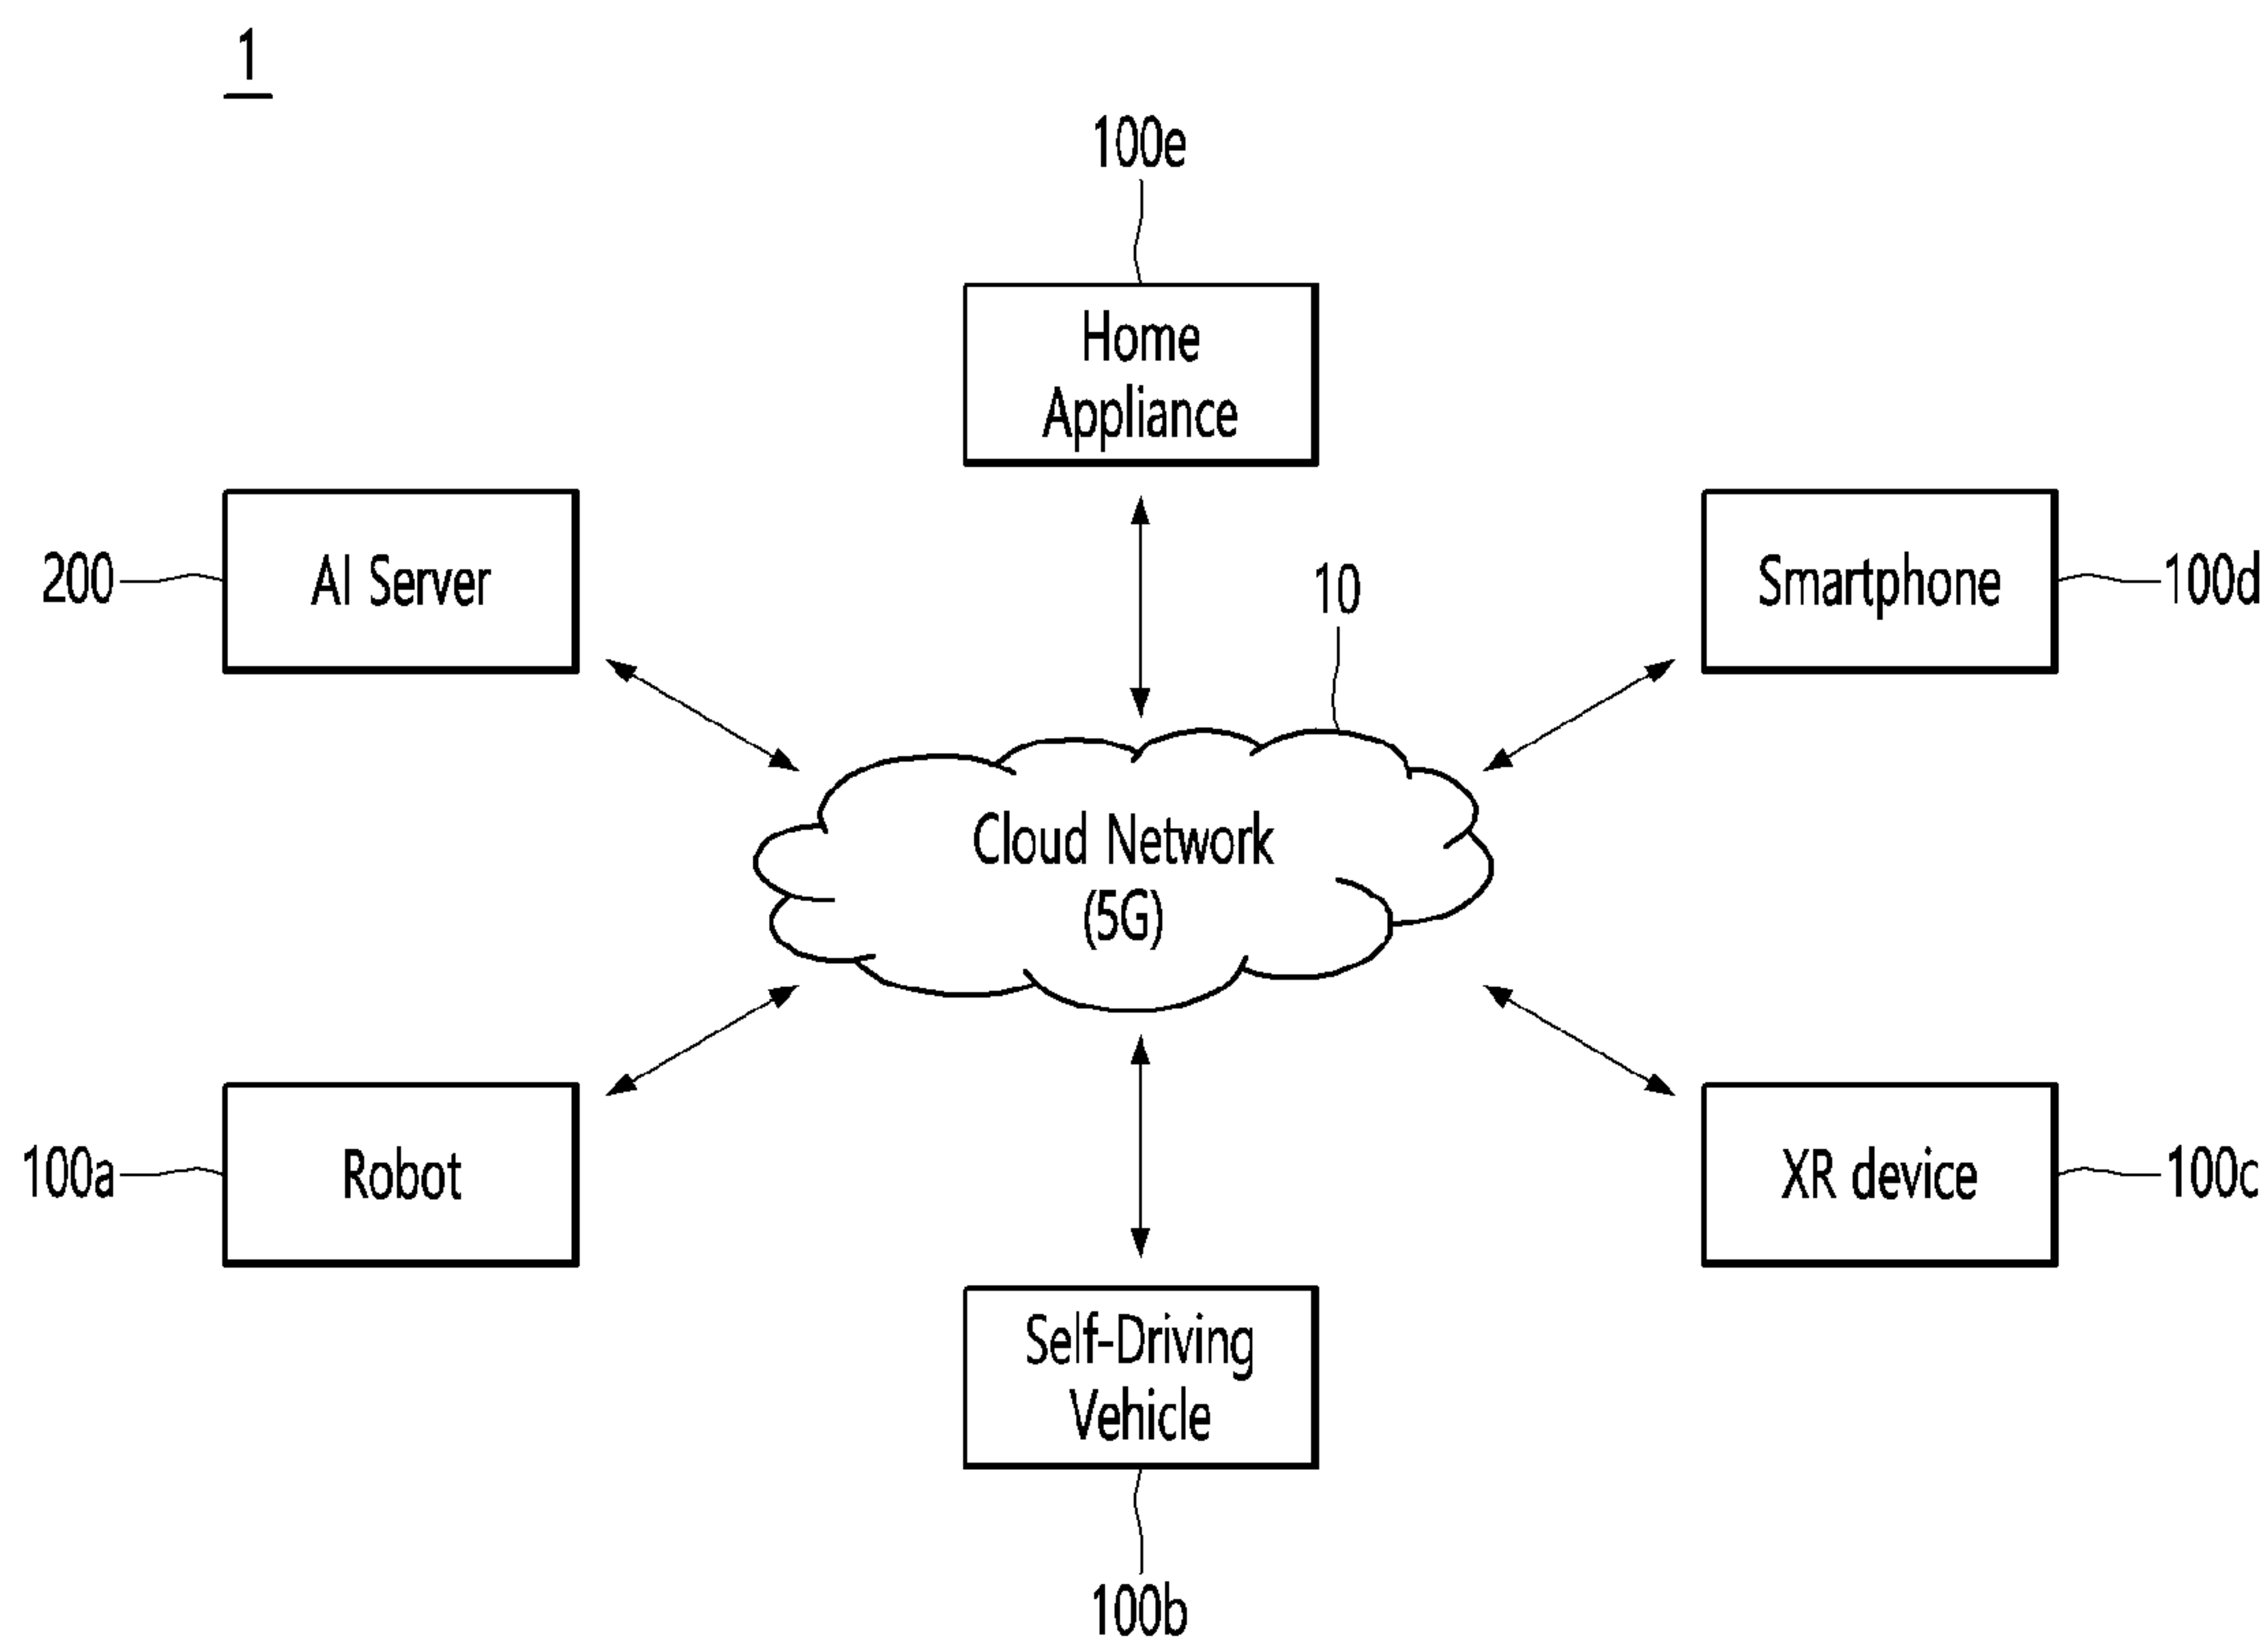 1
100e
Home
Appliance
200
AI Server
10
Smartphone
100d
Cloud Network
(5G)
100a
Robot
XR device
100c
Self-Driving
Vehicle
100b